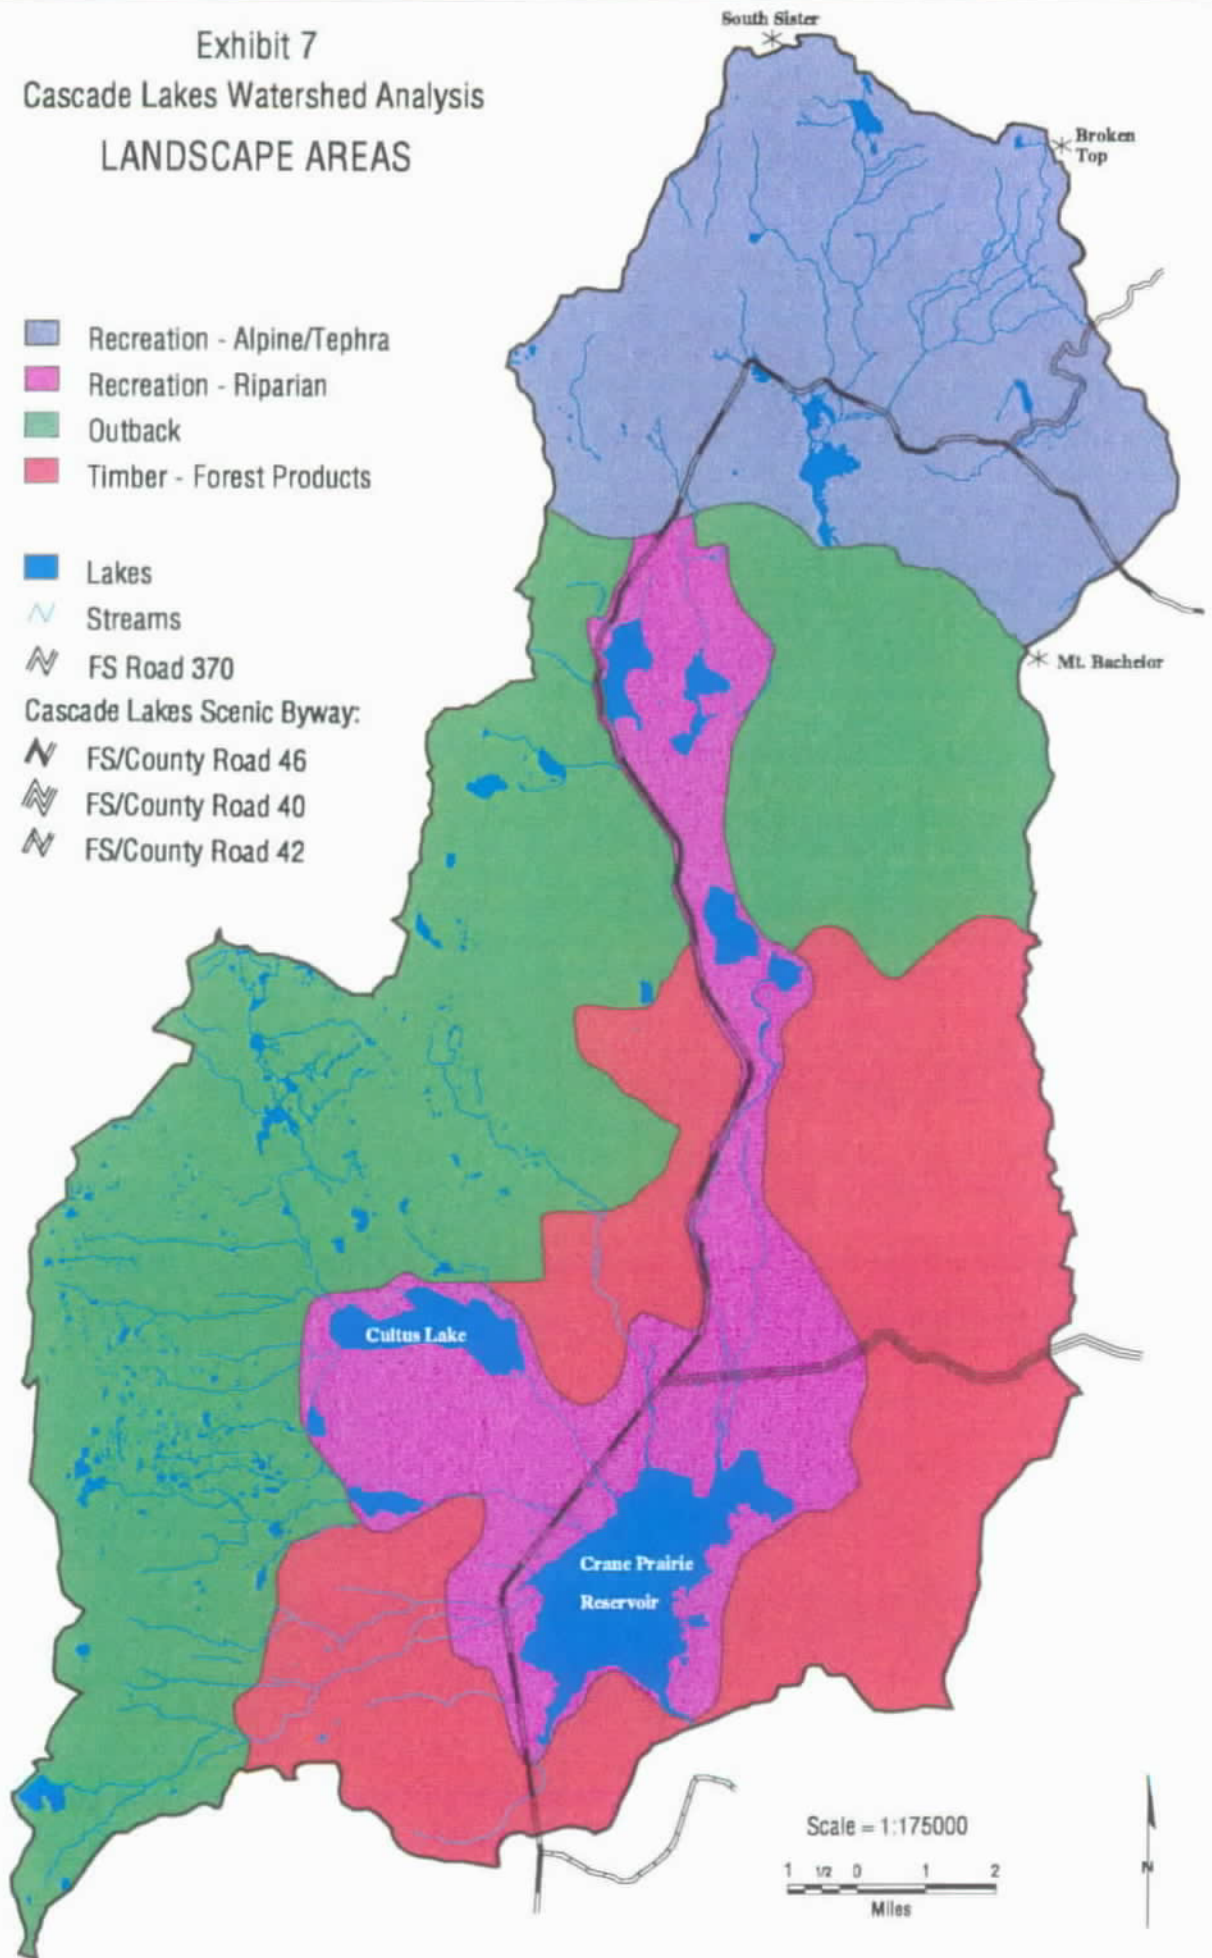 Exhibit 7
Cascade Lakes Watershed Analysis
LANDSCAPE AREAS
South Sister
Broken
Top
Recreation - Alpine/Tephra
Recreation - Riparian
Outback
Timber - Forest Products
Lakes
Streams
FS Road 370
Cascade Lakes Scenic Byway:
FS/County Road 46
FS/County Road 40
FS/County Road 42
Mt. Bachelor
Cultus Lake
Crane Prairie
Reservoir
Scale = 1:175000
1 1/2 0 1 2
Miles
N